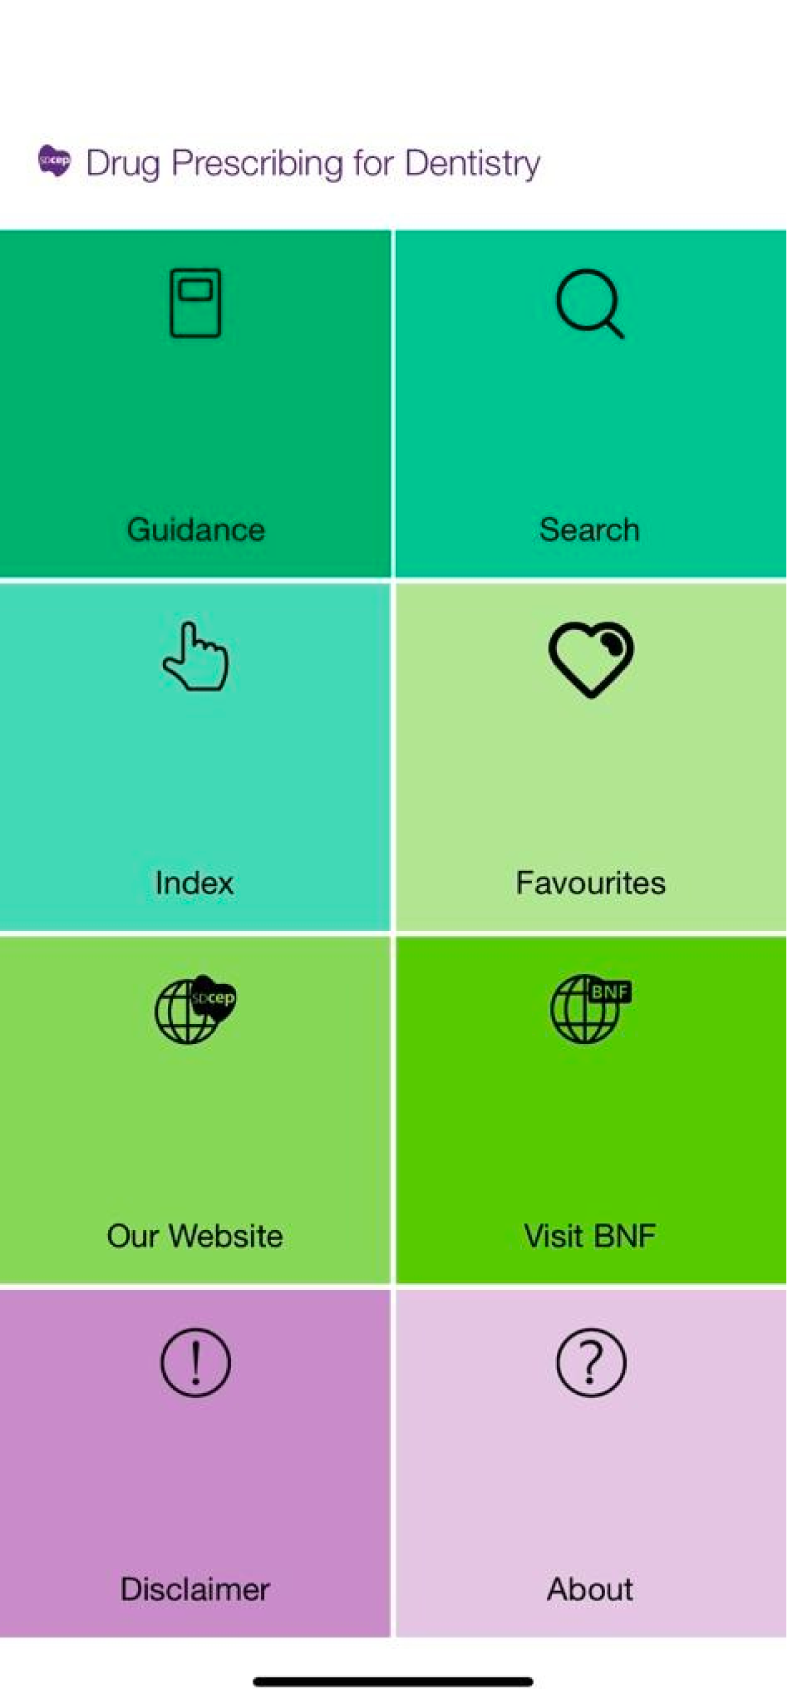 sdcep Drug Prescribing for Dentistry
Guidance
Search
Index
Favourites
sdcep
BNF
Our Website
Visit BNF
!
?
Disclaimer
About